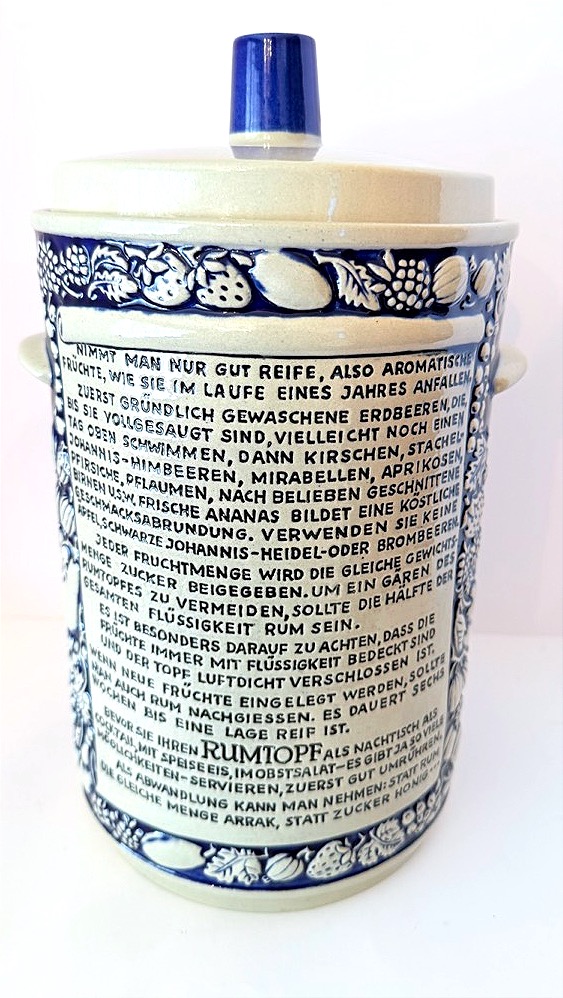 NIMMT MAN NUR GUT REIFE, ALSO AROMATISCHE
FRÜCHTE, WIE SIE IM LAUFE EINES JAHRES ANFALLEN,
ZUERST GRÜNDLICH GEWASCHENE ERDBEEREN, DIE,
BIS SIE VOLLGESAUGT SIND, VIELLEICHT NOCH EINEN
TAG OBEN SCHWIMMEN, DANN KIRSCHEN, STACHEL-
JOHANNIS-HIMBEEREN, MIRABELLEN, APRIKOSEN,
PFIRSICHE, PFLAUMEN, NACH BELIEBEN GESCHNITTENE
BIRNEN USW. FRISCHE ANANAS BILDET EINE KÖSTLICHE
GESCHMACKSABRUNDUNG. VERWENDEN SIE KEINE
ÄPFEL, SCHWARZE JOHANNIS-HEIDEL-ODER BROMBEEREN.
JEDER FRUCHTMENGE WIRD DIE GLEICHE GEWICHTS-
MENGE ZUCKER BEIGEGEBEN. UM EIN GÄREN DES
RUMTOPFES ZU VERMEIDEN, SOLLTE DIE HÄLFTE DER
GESAMTEN FLÜSSIGKEIT RUM SEIN.
ES IST BESONDERS DARAUF ZU ACHTEN, DASS DIE
FRÜCHTE IMMER MIT FLÜSSIGKEIT BEDECKT SIND
UND DER TOPF LUFTDICHT VERSCHLOSSEN IST.
WENN NEUE FRÜCHTE EINGELEGT WERDEN, SOLLTE
MAN AUCH RUM NACHGIESSEN. ES DAUERT SECHS
WOCHEN BIS EINE LAGE REIF IST.
BEVOR SIE IHREN RUMTOPF ALS NACHTISCH ALS
COCKTAIL, MIT SPEISEEIS, IM OBSTSALAT-ES GIBT JA SO VIELE
MÖGLICHKEITEN-SERVIEREN, ZUERST GUT UMRÜHREN.
ALS ABWANDLUNG KANN MAN NEHMEN: STATT RUM
DIE GLEICHE MENGE ARRAK, STATT ZUCKER HONIG.